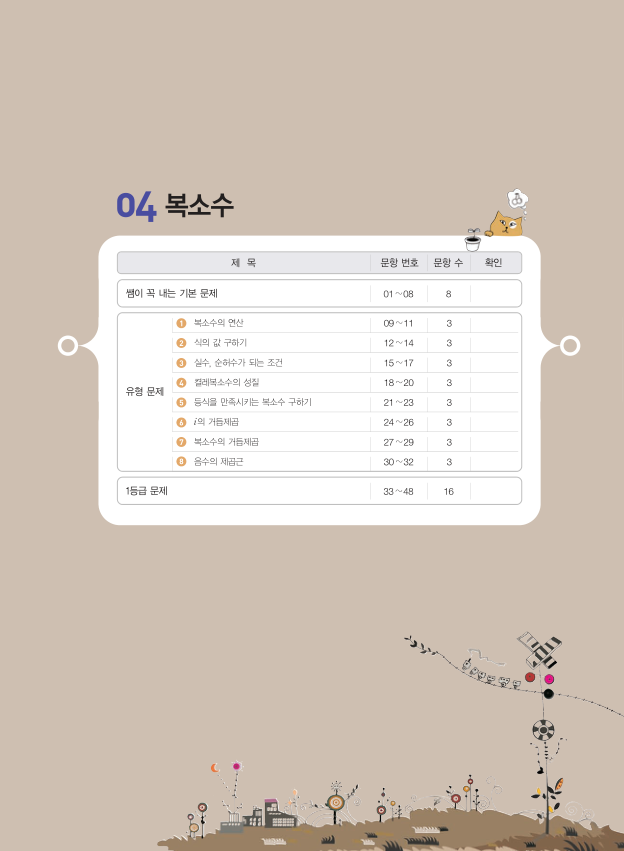 04 복소수
제 목 문항 번호 문항 수 확인
쌤이 꼭 내는 기본 문제 01~08 8
유형 문제
1 복소수의 연산 09~11 3
2 식의 값 구하기 12~14 3
3 실수, 순허수가 되는 조건 15~17 3
4 켤레복소수의 성질 18~20 3
5 등식을 만족시키는 복소수 구하기 21~23 3
6 i의 거듭제곱 24~26 3
7 복소수의 거듭제곱 27~29 3
8 음수의 제곱근 30~32 3
1등급 문제 33~48 16